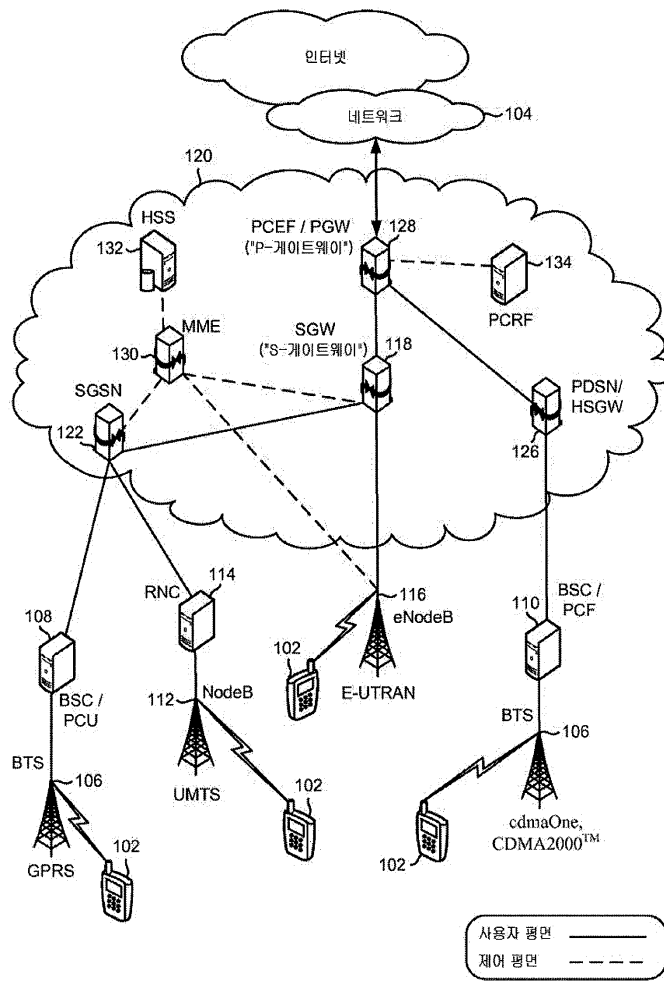 인터넷
네트워크
104
120
HSS
132
PCEF / PGW
("P-게이트웨이")
128
134
PCRF
MME
130
SGW
("S-게이트웨이")
118
SGSN
122
PDSN/
HSGW
126
108
BSC /
PCU
RNC
114
116
eNodeB
E-UTRAN
102
110
BSC /
PCF
112
NodeB
UMTS
102
BTS
106
GPRS
102
BTS
106
cdmaOne,
CDMA2000™
102
사용자 평면
제어 평면